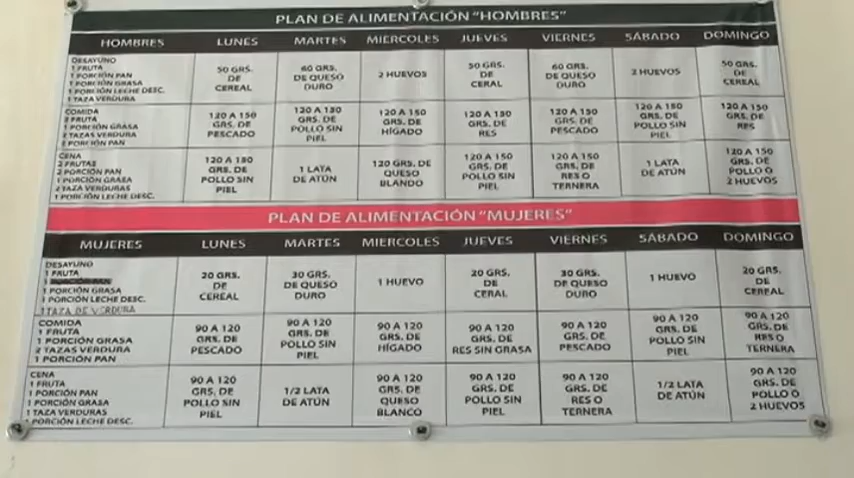 PLAN DE ALIMENTACIÓN "HOMBRES"
HOMBRES LUNES MARTES MIERCOLES JUEVES VIERNES SÁBADO DOMINGO
DESAYUNO
1 FRUTA
1 PORCIÓN PAN
1 PORCIÓN GRASA
1 PORCIÓN LECHE DESC.
1 TAZA VERDURA
50 GRS.
DE
CEREAL
60 GRS.
DE QUESO
DURO
2 HUEVOS
50 GRS.
DE
CERAL
60 GRS.
DE QUESO
DURO
2 HUEVOS
50 GRS.
DE
CEREAL
COMIDA
2 FRUTA
1 PORCIÓN GRASA
2 TAZAS VERDURA
2 PORCIÓN PAN
120 A 150
GRS. DE
PESCADO
120 A 150
GRS. DE
POLLO SIN
PIEL
120 A 150
GRS. DE
HÍGADO
120 A 150
GRS. DE
RES
120 A 150
GRS. DE
PESCADO
120 A 150
GRS. DE
POLLO SIN
PIEL
120 A 150
GRS. DE
RES
CENA
2 FRUTAS
2 PORCIÓN PAN
1 PORCIÓN GRASA
2 TAZA VERDURAS
1 PORCIÓN LECHE DESC.
120 A 150
GRS. DE
POLLO SIN
PIEL
1 LATA
DE ATÚN
120 GRS. DE
QUESO
BLANDO
120 A 150
GRS. DE
POLLO SIN
PIEL
120 A 150
GRS. DE
RES O
TERNERA
1 LATA
DE ATÚN
120 A 150
GRS. DE
POLLO O
2 HUEVOS
PLAN DE ALIMENTACIÓN "MUJERES"
MUJERES LUNES MARTES MIERCOLES JUEVES VIERNES SÁBADO DOMINGO
DESAYUNO
1 FRUTA
1 PORCIÓN PAN
1 PORCIÓN GRASA
1 PORCIÓN LECHE DESC.
1 TAZA DE VERDURA
20 GRS.
DE
CEREAL
30 GRS.
DE QUESO
DURO
1 HUEVO
20 GRS.
DE
CERAL
30 GRS.
DE QUESO
DURO
1 HUEVO
20 GRS.
DE
CEREAL
COMIDA
1 FRUTA
1 PORCIÓN GRASA
2 TAZAS VERDURA
1 PORCIÓN PAN
90 A 120
GRS. DE
PESCADO
90 A 120
GRS. DE
POLLO SIN
PIEL
90 A 120
GRS. DE
HÍGADO
90 A 120
GRS. DE
RES SIN GRASA
90 A 120
GRS. DE
PESCADO
90 A 120
GRS. DE
POLLO SIN
PIEL
90 A 120
GRS. DE
RES O
TERNERA
CENA
1 FRUTA
1 PORCIÓN PAN
1 PORCIÓN GRASA
1 TAZA VERDURAS
1 PORCIÓN LECHE DESC.
90 A 120
GRS. DE
POLLO SIN
PIEL
1/2 LATA
DE ATÚN
90 A 120
GRS. DE
QUESO
BLANCO
90 A 120
GRS. DE
POLLO SIN
PIEL
90 A 120
GRS. DE
RES O
TERNERA
1/2 LATA
DE ATÚN
90 A 120
GRS. DE
POLLO O
2 HUEVOS